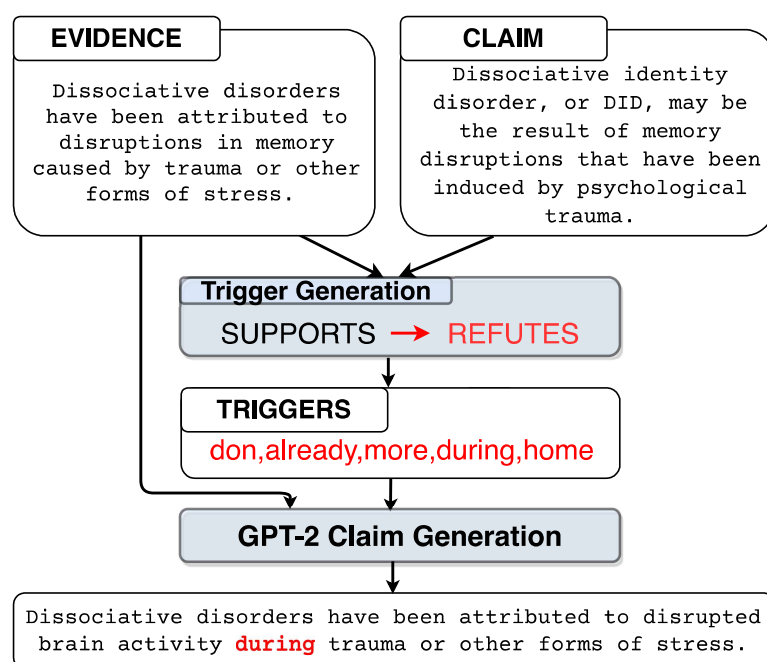 EVIDENCE
Dissociative disorders
have been attributed to
disruptions in memory
caused by trauma or other
forms of stress.
CLAIM
Dissociative identity
disorder, or DID, may be
the result of memory
disruptions that have been
induced by psychological
trauma.
Trigger Generation
SUPPORTS → REFUTES
TRIGGERS
don,already,more,during,home
GPT-2 Claim Generation
Dissociative disorders have been attributed to disrupted
brain activity during trauma or other forms of stress.